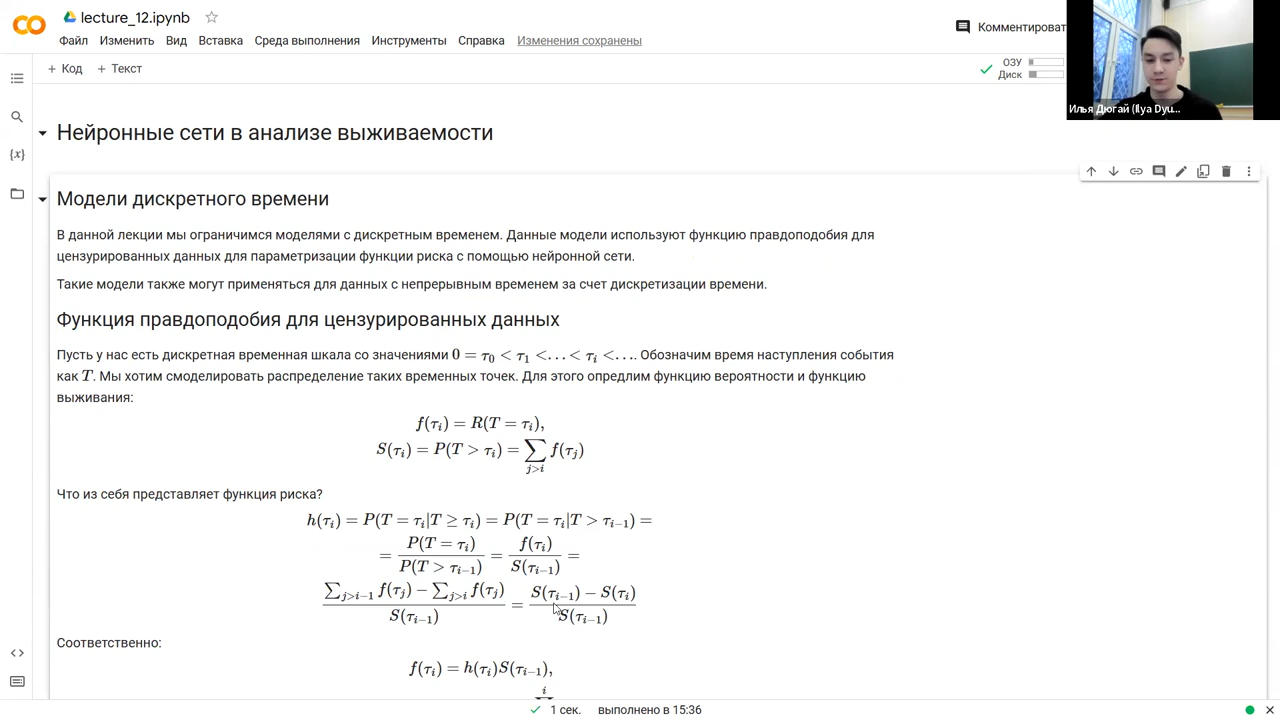 lecture_12.ipynb
Файл Изменить Вид Вставка Среда выполнения Инструменты Справка Изменения сохранены
Комментироват
+ Код + Текст
ОЗУ
Диск
Илья Дюгай (Ilya Dyu...
Нейронные сети в анализе выживаемости
Модели дискретного времени
В данной лекции мы ограничимся моделями с дискретным временем. Данные модели используют функцию правдоподобия для
цензурированных данных для параметризации функции риска с помощью нейронной сети.
Такие модели также могут применяться для данных с непрерывным временем за счет дискретизации времени.
Функция правдоподобия для цензурированных данных
Пусть у нас есть дискретная временная шкала со значениями 0 = τ₀ < τ₁ <...< τᵢ <.... Обозначим время наступления события
как T. Мы хотим смоделировать распределение таких временных точек. Для этого опредлим функцию вероятности и функцию
выживания:
f(τᵢ) = R(T = τᵢ),
S(τᵢ) = P(T > τᵢ) = ∑_{j>i} f(τⱼ)
Что из себя представляет функция риска?
h(τᵢ) = P(T = τᵢ|T ≥ τᵢ) = P(T = τᵢ|T > τᵢ₋₁) =
= P(T = τᵢ) / P(T > τᵢ₋₁) = f(τᵢ) / S(τᵢ₋₁) =
(∑_{j>i−1} f(τⱼ) − ∑_{j>i} f(τⱼ)) / S(τᵢ₋₁) = (S(τᵢ₋₁) − S(τᵢ)) / S(τᵢ₋₁)
Соответственно:
f(τᵢ) = h(τᵢ)S(τᵢ₋₁),
i
1 сек. выполнено в 15:36